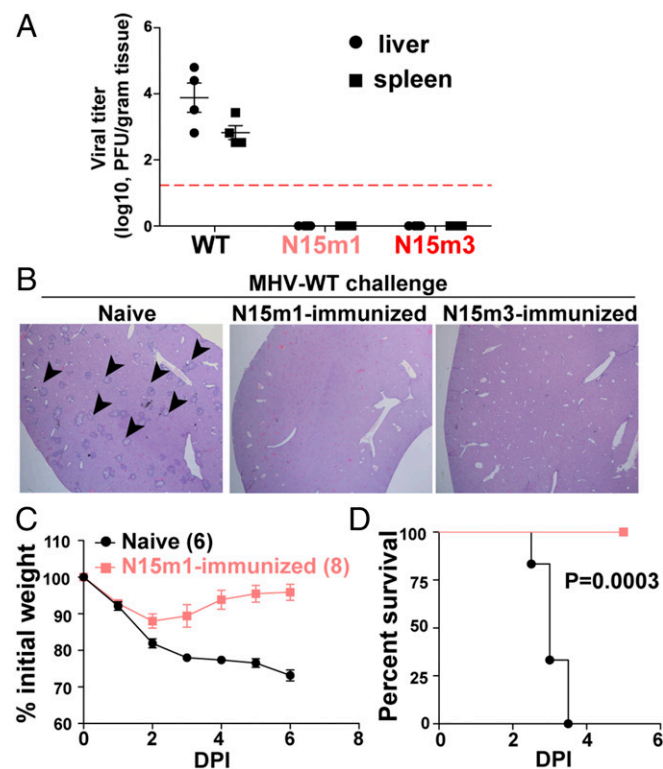 A
Viral titer
(log10, PFU/gram tissue)
6
4
2
0
liver
spleen
WT
N15m1
N15m3
B
MHV-WT challenge
Naive
N15m1-immunized
N15m3-immunized
C
% initial weight
110
100
90
80
70
60
Naive (6)
N15m1-immunized (8)
0
2
4
6
8
DPI
D
Percent survival
100
75
50
25
0
P=0.0003
0
2
4
6
DPI